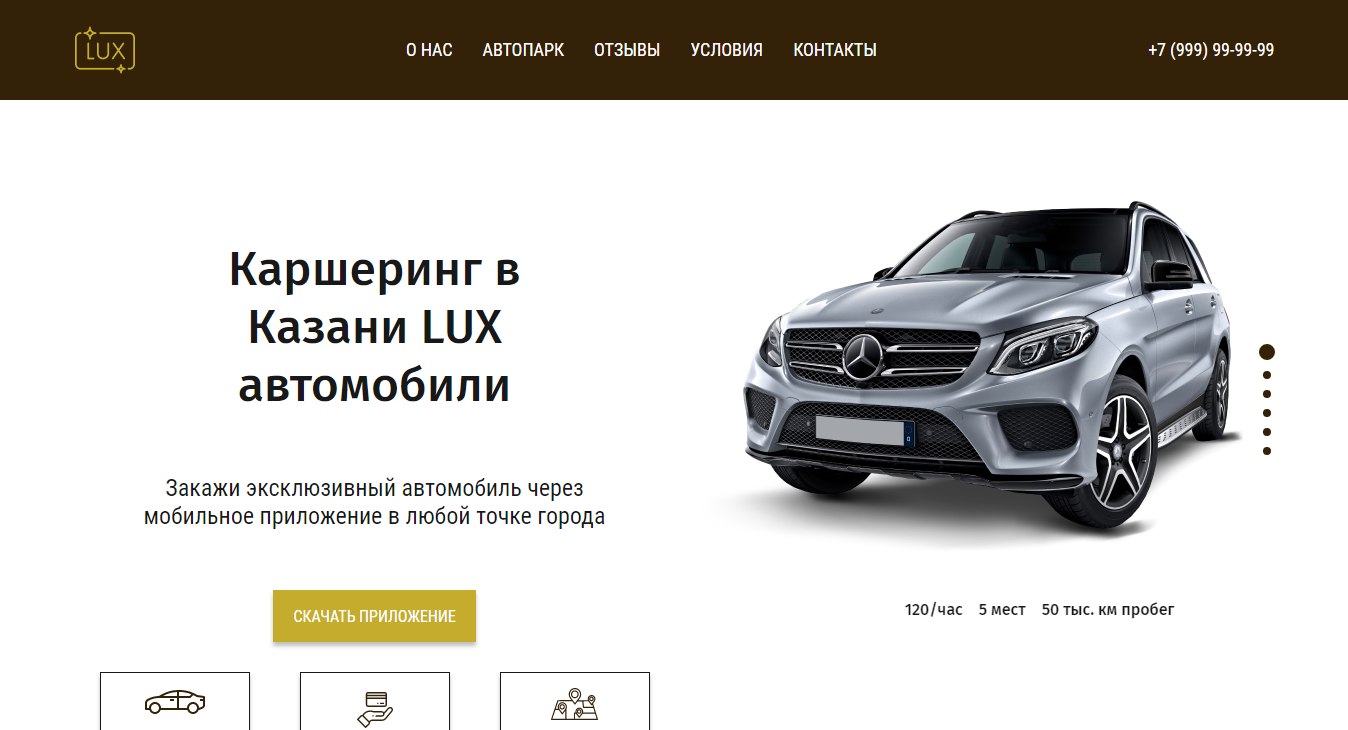 LUX
О НАС
АВТОПАРК
ОТЗЫВЫ
УСЛОВИЯ
КОНТАКТЫ
+7 (999) 99-99-99
Каршеринг в
Казани LUX
автомобили
Закажи эксклюзивный автомобиль через
мобильное приложение в любой точке города
СКАЧАТЬ ПРИЛОЖЕНИЕ
120/час 5 мест 50 тыс. км пробег